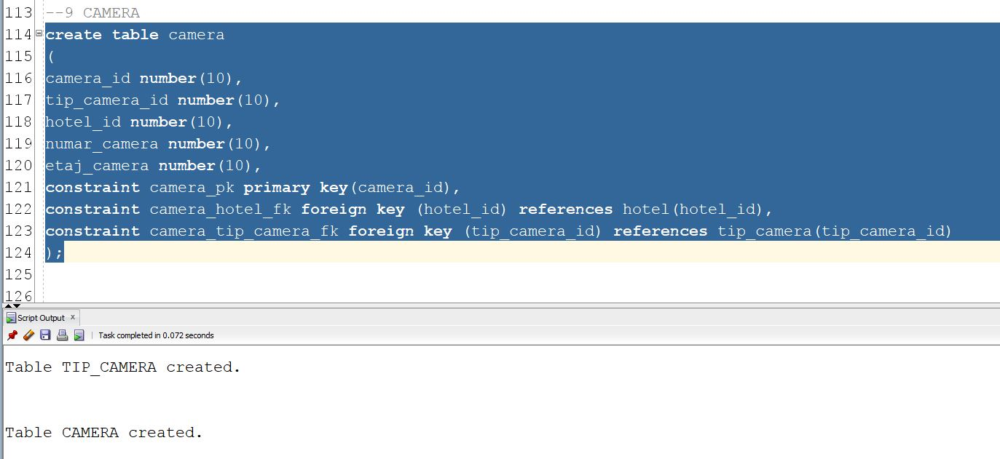 113 --9 CAMERA
114 create table camera
115 (
116 camera_id number(10),
117 tip_camera_id number(10),
118 hotel_id number(10),
119 numar_camera number(10),
120 etaj_camera number(10),
121 constraint camera_pk primary key(camera_id),
122 constraint camera_hotel_fk foreign key (hotel_id) references hotel(hotel_id),
123 constraint camera_tip_camera_fk foreign key (tip_camera_id) references tip_camera(tip_camera_id)
124 );
125
126
Script Output x
Task completed in 0.072 seconds
Table TIP_CAMERA created.
Table CAMERA created.